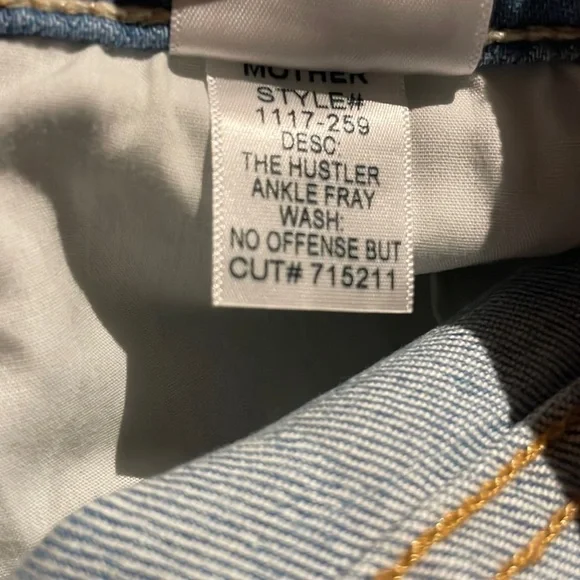 MOTHER
STYLE#
1117-259
DESC:
THE HUSTLER
ANKLE FRAY
WASH:
NO OFFENSE BUT
CUT# 715211